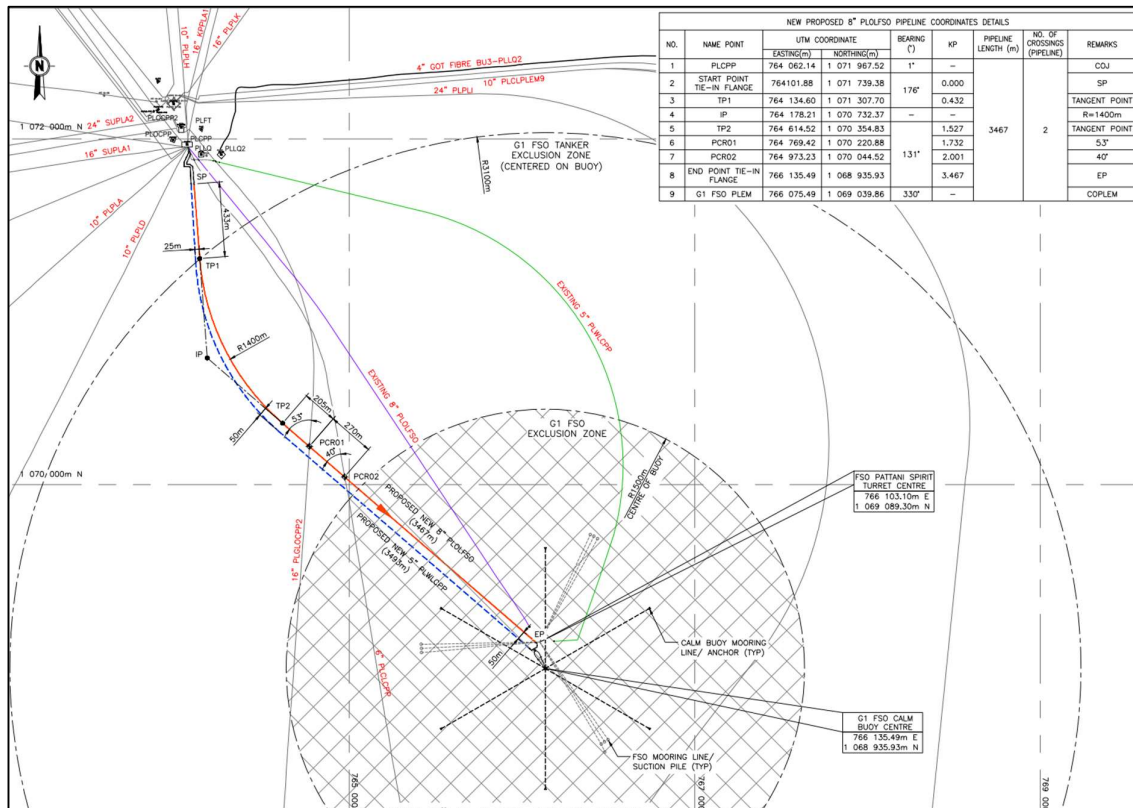 NEW PROPOSED 8" PLOLFSO PIPELINE COORDINATES DETAILS
NO. NAME POINT UTM COORDINATE BEARING (°) KP PIPELINE LENGTH (m) NO. OF CROSSINGS (PIPELINE) REMARKS
EASTING(m) NORTHING(m)
1 PLCPP 764 062.14 1 071 967.52 1° – COJ
2 START POINT TIE-IN FLANGE 764101.88 1 071 739.38 176° 0.000 SP
3 TP1 764 134.60 1 071 307.70 0.432 TANGENT POINT
4 IP 764 178.21 1 070 732.37 – – R=1400m
5 TP2 764 614.52 1 070 354.83 131° 1.527 3467 2 TANGENT POINT
6 PCR01 764 769.42 1 070 220.88 1.732 53°
7 PCR02 764 973.23 1 070 044.52 2.001 40°
8 END POINT TIE-IN FLANGE 766 135.49 1 068 935.93 3.467 EP
9 G1 FSO PLEM 766 075.49 1 069 039.86 330° – COPLEM
N
10" PLPLH
16" KPPLA1
16" PLPLK
4" GOT FIBRE BU3-PLLQ2
10" PLCLPLEM9
24" PLPLI
PLOCPP2
PLFT
PLOCPP
PLCPP
PLLQ
PLLQ2
1 072 000m N
24" SUPLA2
16" SUPLA1
SP
10" PLPLA
10" PLPLD
433m
25m
TP1
G1 FSO TANKER
EXCLUSION ZONE
(CENTERED ON BUOY)
R3100m
EXISTING 5" PLWLCPP
EXISTING 8" PLOLFSO
IP
R1400m
TP2
205m
270m
53°
40°
50m
PCR01
PCR02
1 070 000m N
PROPOSED NEW 8" PLOLFSO
(3467m)
PROPOSED NEW 5" PLWLCPP
(3493m)
16" PLGLOCPP2
6" PLCLCPP
G1 FSO
EXCLUSION ZONE
R1500m
CENTRE OF BUOY
FSO PATTANI SPIRIT
TURRET CENTRE
766 103.10m E
1 069 089.30m N
EP
50m
CALM BUOY MOORING
LINE/ ANCHOR (TYP)
G1 FSO CALM
BUOY CENTRE
766 135.49m E
1 068 935.93m N
FSO MOORING LINE/
SUCTION PILE (TYP)
765 000
767 000
769 000